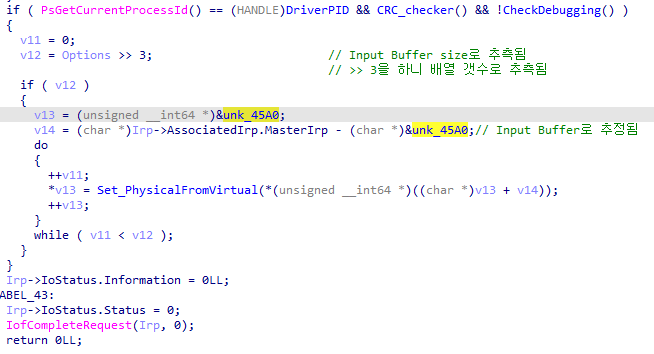 if ( PsGetCurrentProcessId() == (HANDLE)DriverPID && CRC_checker() && !CheckDebugging() )
{
v11 = 0;
v12 = Options >> 3; // Input Buffer size로 추측됨
// >> 3을 하니 배열 갯수로 추측됨
if ( v12 )
{
v13 = (unsigned __int64 *)&unk_45A0;
v14 = (char *)Irp->AssociatedIrp.MasterIrp - (char *)&unk_45A0;// Input Buffer로 추정됨
do
{
++v11;
*v13 = Set_PhysicalFromVirtual(*(unsigned __int64 *)((char *)v13 + v14));
++v13;
}
while ( v11 < v12 );
}
}
Irp->IoStatus.Information = 0LL;
ABEL_43:
Irp->IoStatus.Status = 0;
IofCompleteRequest(Irp, 0);
return 0LL;